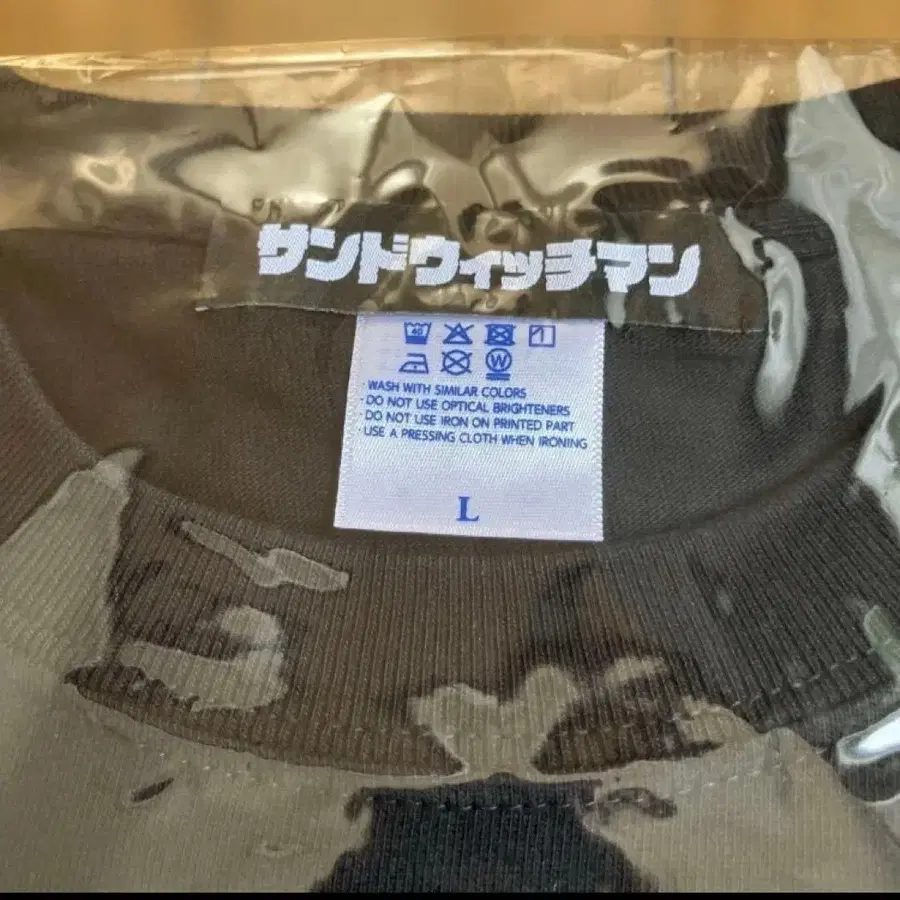 サンドウィッチマン
40
W
WASH WITH SIMILAR COLORS
DO NOT USE OPTICAL BRIGHTENERS
DO NOT USE IRON ON PRINTED PART
USE A PRESSING CLOTH WHEN IRONING
L